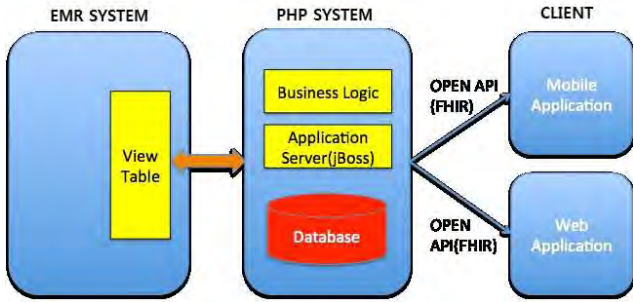 EMR SYSTEM
PHP SYSTEM
CLIENT
View
Table
Business Logic
Application
Server(jBoss)
Database
OPEN API
{FHIR)
Mobile
Application
OPEN
API{FHIR)
Web
Application